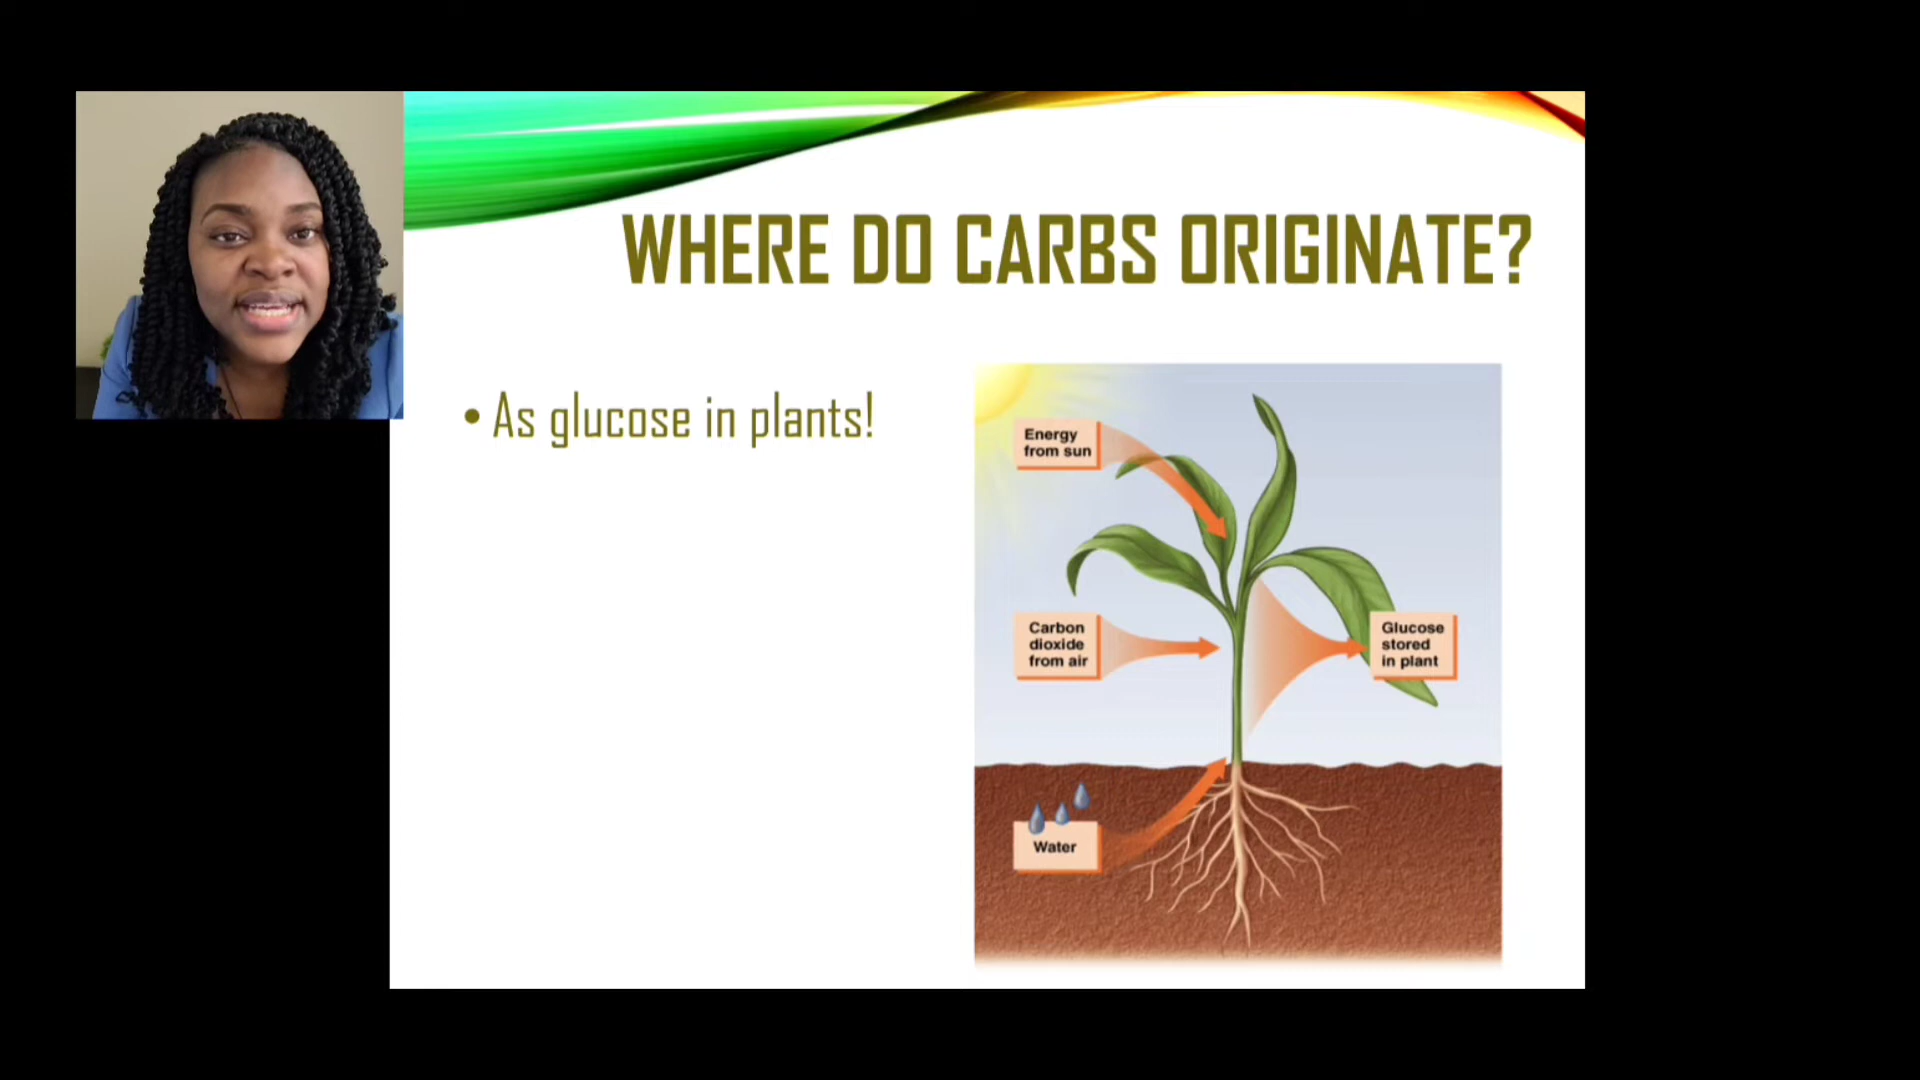 WHERE DO CARBS ORIGINATE?
• As glucose in plants!
Energy
from sun
Carbon
dioxide
from air
Glucose
stored
in plant
Water